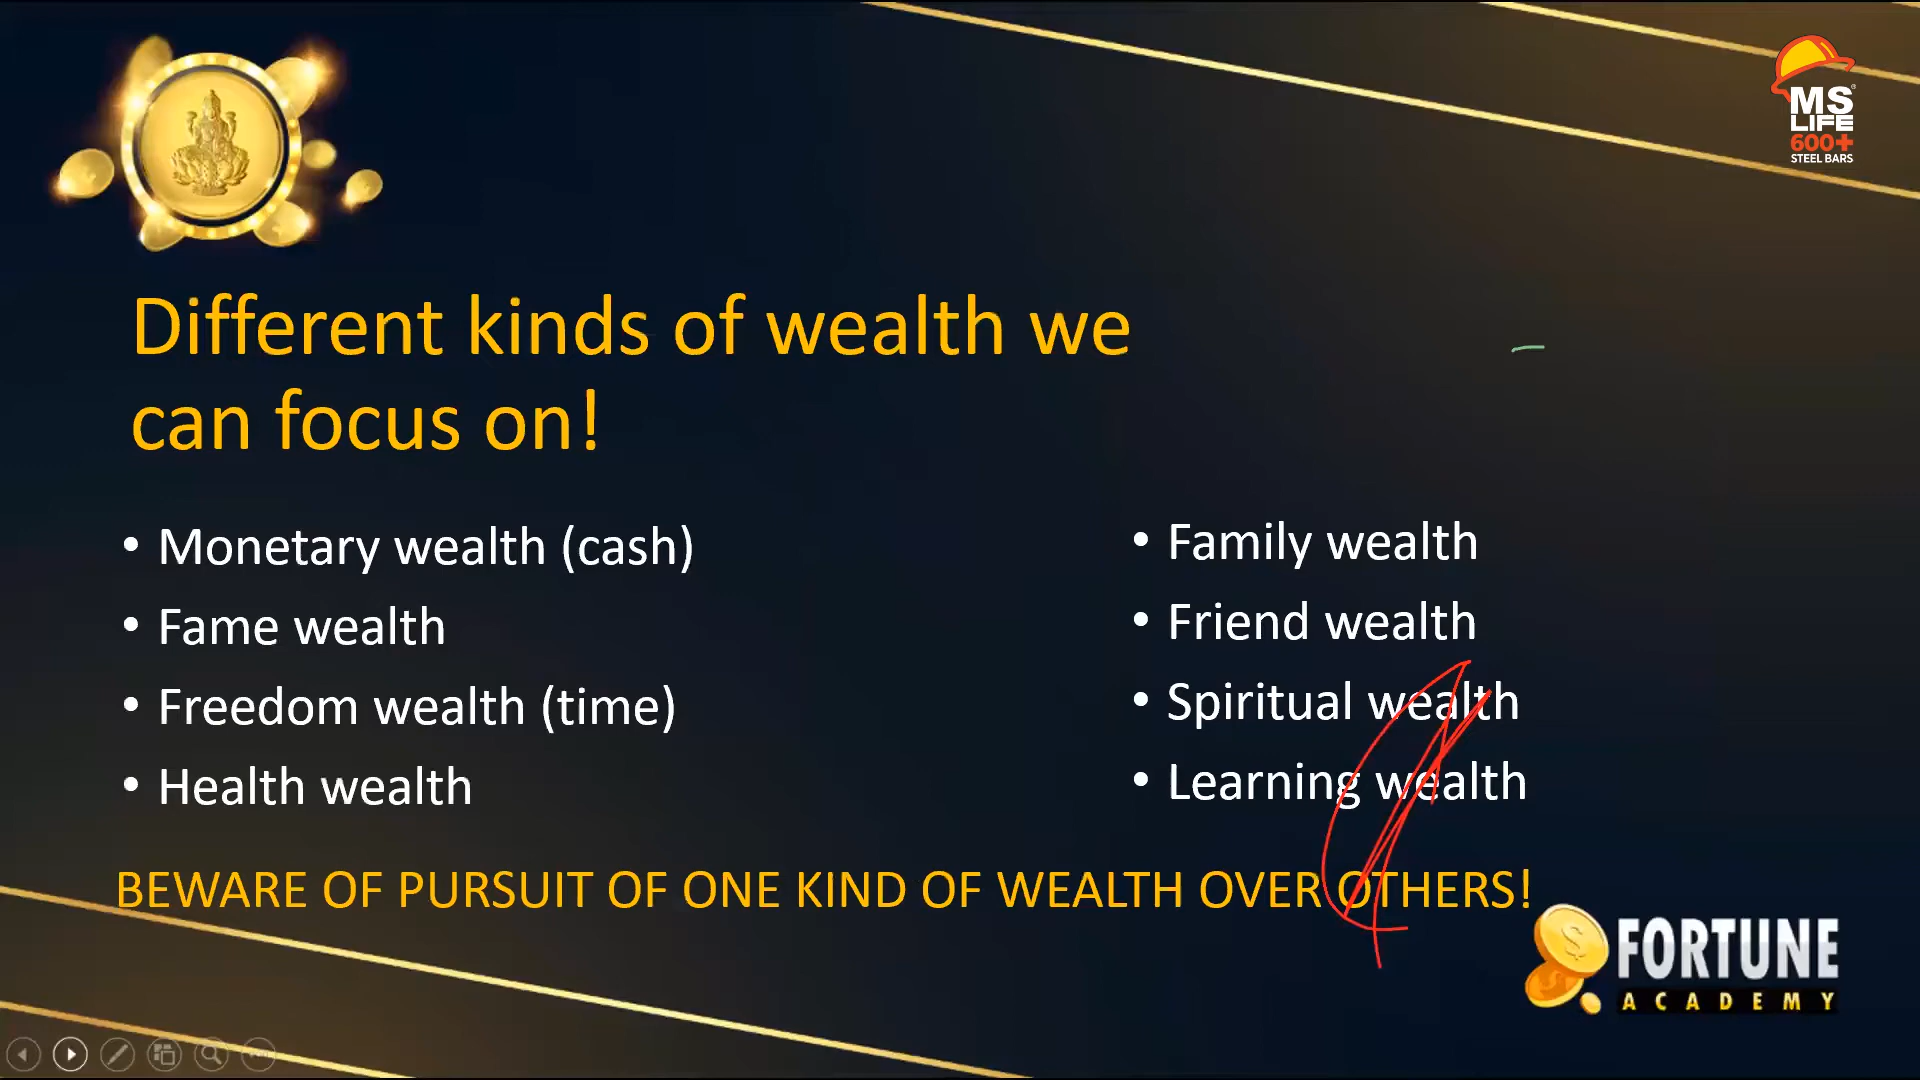 MS
LIFE
600+
STEEL BARS
Different kinds of wealth we
can focus on!
• Monetary wealth (cash)
• Fame wealth
• Freedom wealth (time)
• Health wealth
• Family wealth
• Friend wealth
• Spiritual wealth
• Learning wealth
BEWARE OF PURSUIT OF ONE KIND OF WEALTH OVER OTHERS!
FORTUNE
ACADEMY